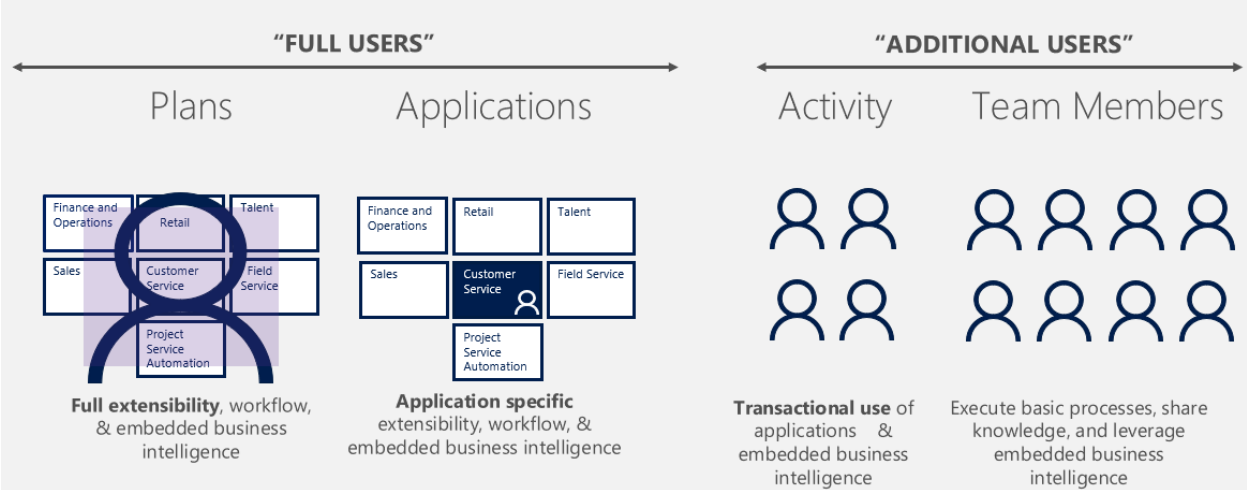 “FULL USERS”
“ADDITIONAL USERS”
Plans
Applications
Activity
Team Members
Finance and
Operations
Retail
Talent
Sales
Customer
Service
Field
Service
Project
Service
Automation
Finance and
Operations
Retail
Talent
Sales
Customer
Service
Field Service
Project
Service
Automation
Full extensibility, workflow,
& embedded business
intelligence
Application specific
extensibility, workflow, &
embedded business intelligence
Transactional use of
applications &
embedded business
intelligence
Execute basic processes, share
knowledge, and leverage
embedded business
intelligence